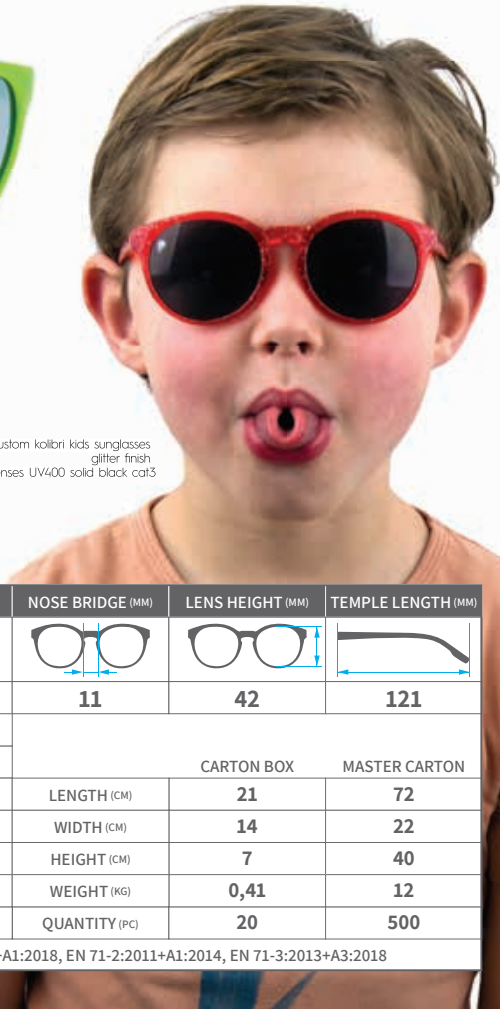 ustom kolibri kids sunglasses
glitter finish
nses UV400 solid black cat3
NOSE BRIDGE (MM) LENS HEIGHT (MM) TEMPLE LENGTH (MM)
11 42 121
CARTON BOX MASTER CARTON
LENGTH (CM) 21 72
WIDTH (CM) 14 22
HEIGHT (CM) 7 40
WEIGHT (KG) 0,41 12
QUANTITY (PC) 20 500
+A1:2018, EN 71-2:2011+A1:2014, EN 71-3:2013+A3:2018